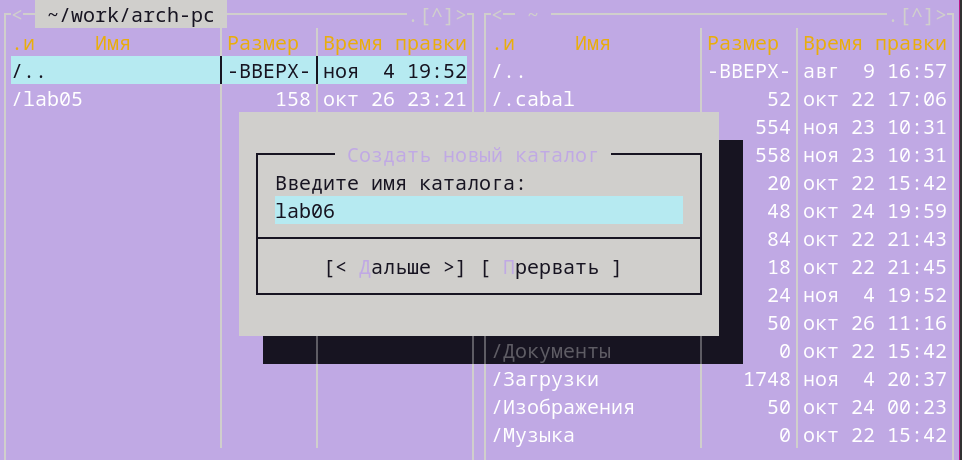 <- ~/work/arch-pc -.[^]> <- ~ -.[^]>
.и Имя Размер Время правки .и Имя Размер Время правки
/.. -ВВЕРХ- ноя 4 19:52 /.. -ВВЕРХ- авг 9 16:57
/lab05 158 окт 26 23:21 /.cabal 52 окт 22 17:06
554 ноя 23 10:31
Создать новый каталог 558 ноя 23 10:31
Введите имя каталога: 20 окт 22 15:42
lab06 48 окт 24 19:59
84 окт 22 21:43
[< Дальше >] [ Прервать ] 18 окт 22 21:45
24 ноя 4 19:52
50 окт 26 11:16
/Документы 0 окт 22 15:42
/Загрузки 1748 ноя 4 20:37
/Изображения 50 окт 24 00:23
/Музыка 0 окт 22 15:42